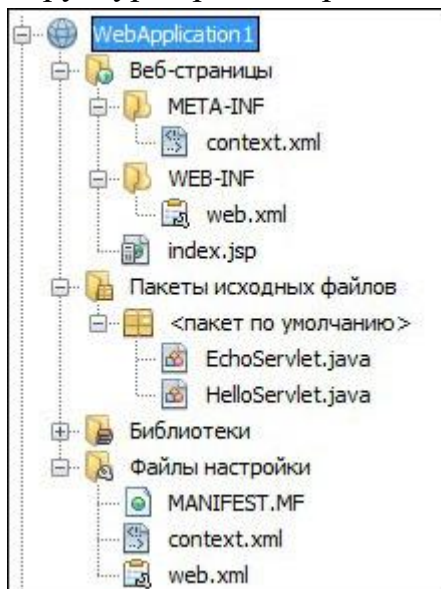 WebApplication1
Веб-страницы
META-INF
context.xml
WEB-INF
web.xml
index.jsp
Пакеты исходных файлов
<пакет по умолчанию>
EchoServlet.java
HelloServlet.java
Библиотеки
Файлы настройки
MANIFEST.MF
context.xml
web.xml